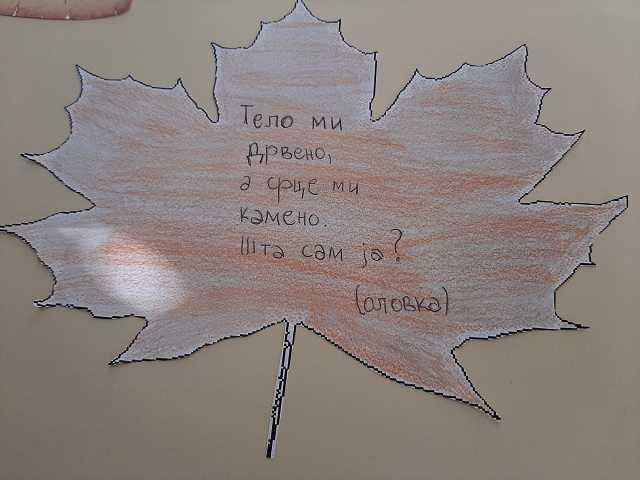 Тело ми
дрвено,
а срце ми
камено.
Шта сам ја?
(оловка)